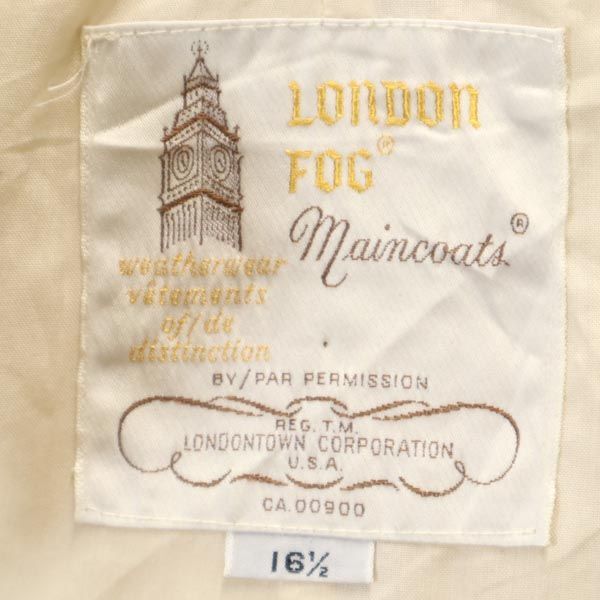 LONDON
FOG®
Maincoats®
weatherwear
vêtements
of/de
distinction
BY/PAR PERMISSION
REG. T.M.
LONDONTOWN CORPORATION
U.S.A.
CA.00900
16½